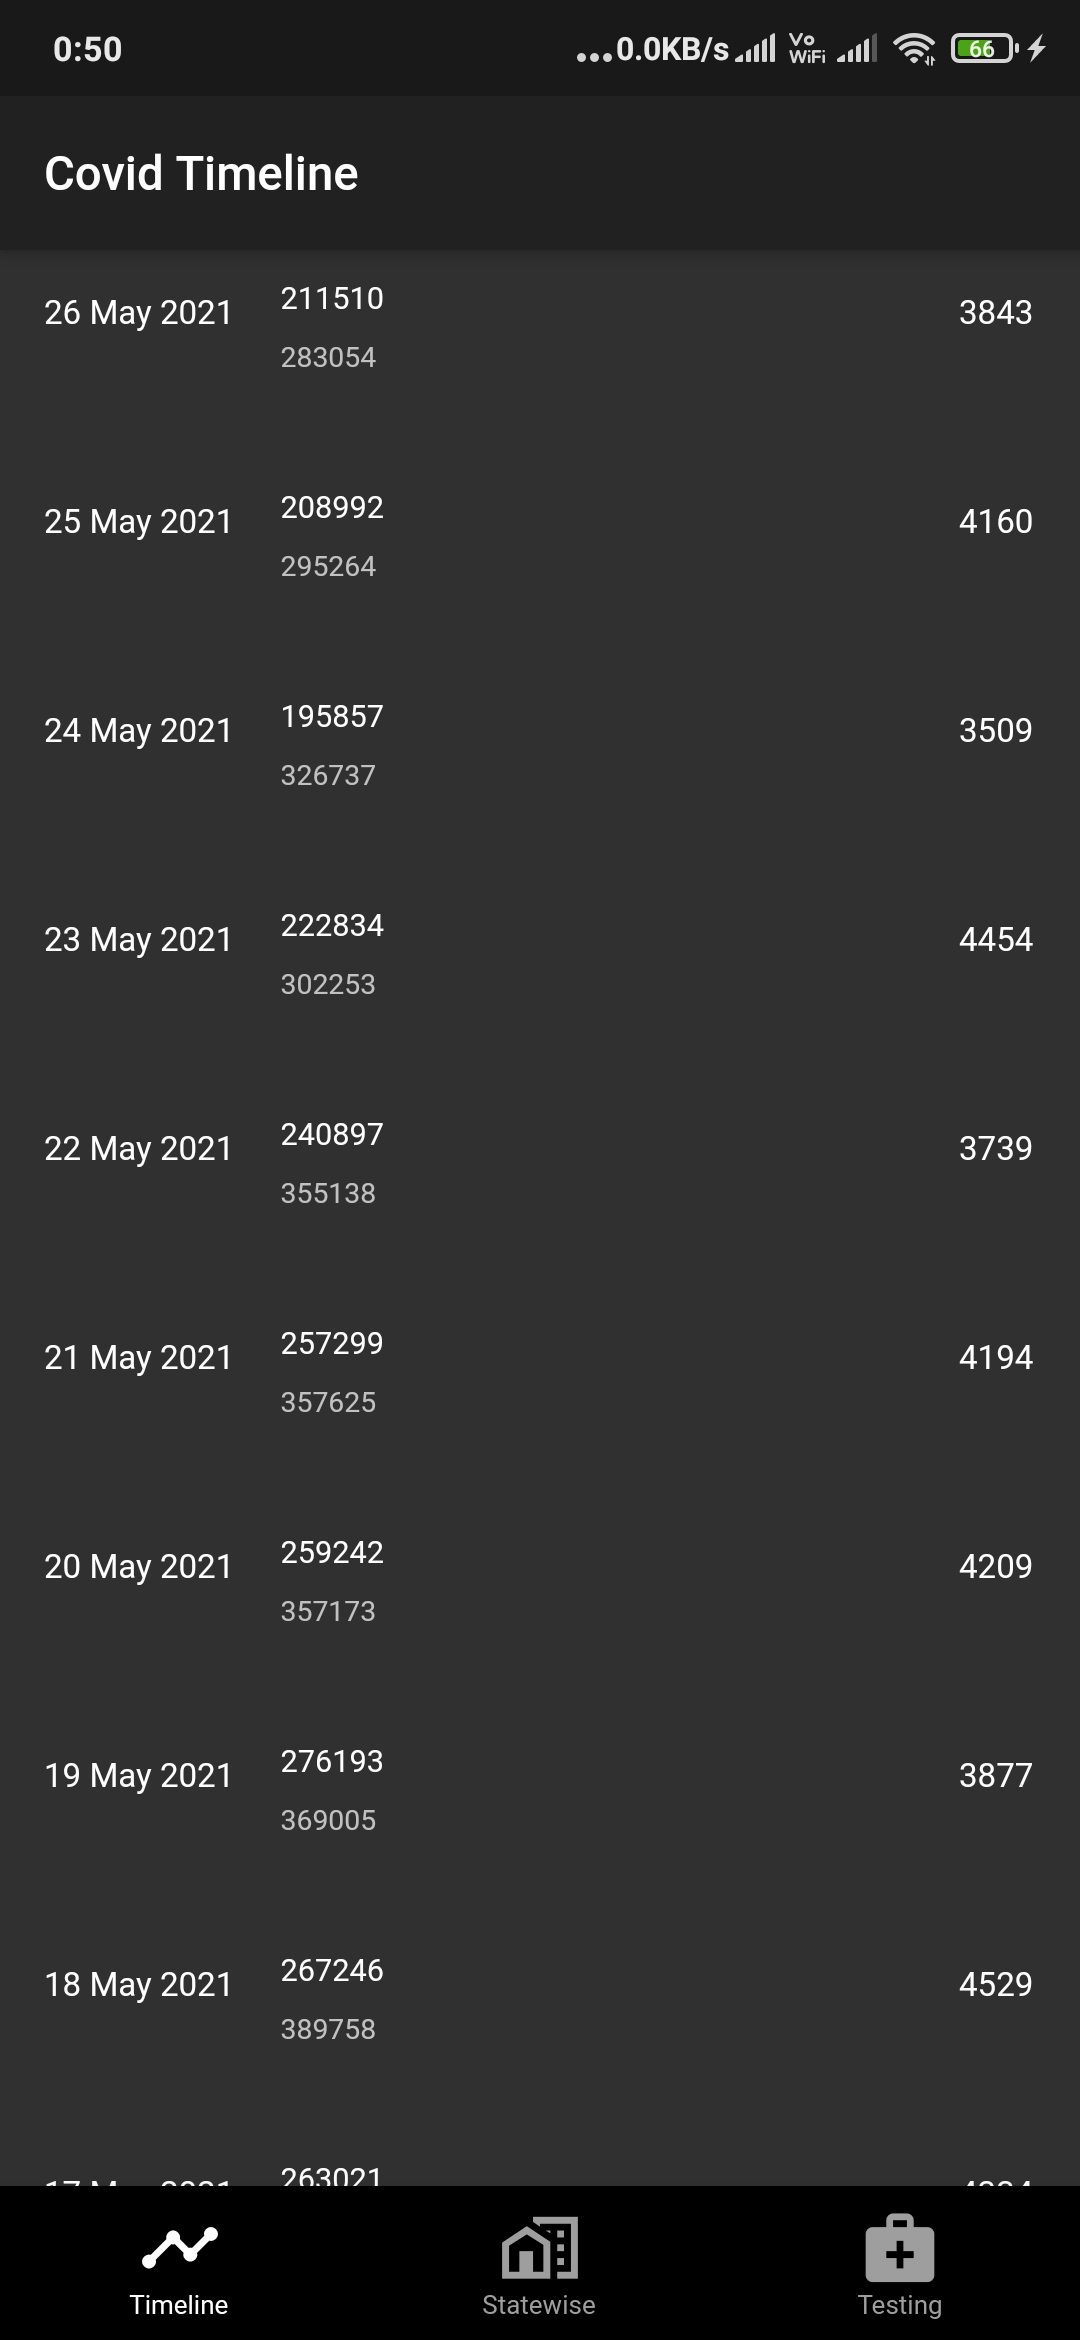 0:50 ...0.0KB/s Vo WiFi 66
Covid Timeline
26 May 2021 211510 3843
283054
25 May 2021 208992 4160
295264
24 May 2021 195857 3509
326737
23 May 2021 222834 4454
302253
22 May 2021 240897 3739
355138
21 May 2021 257299 4194
357625
20 May 2021 259242 4209
357173
19 May 2021 276193 3877
369005
18 May 2021 267246 4529
389758
263021
Timeline Statewise Testing